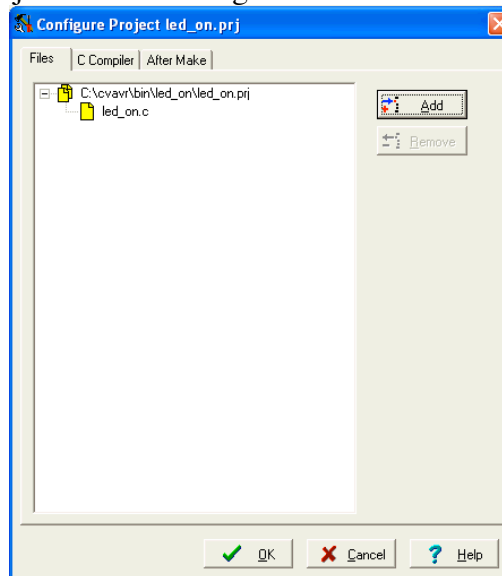 Configure Project led_on.prj
Files C Compiler After Make
C:\cvavr\bin\led_on\led_on.prj
led_on.c
Add
Remove
OK Cancel Help